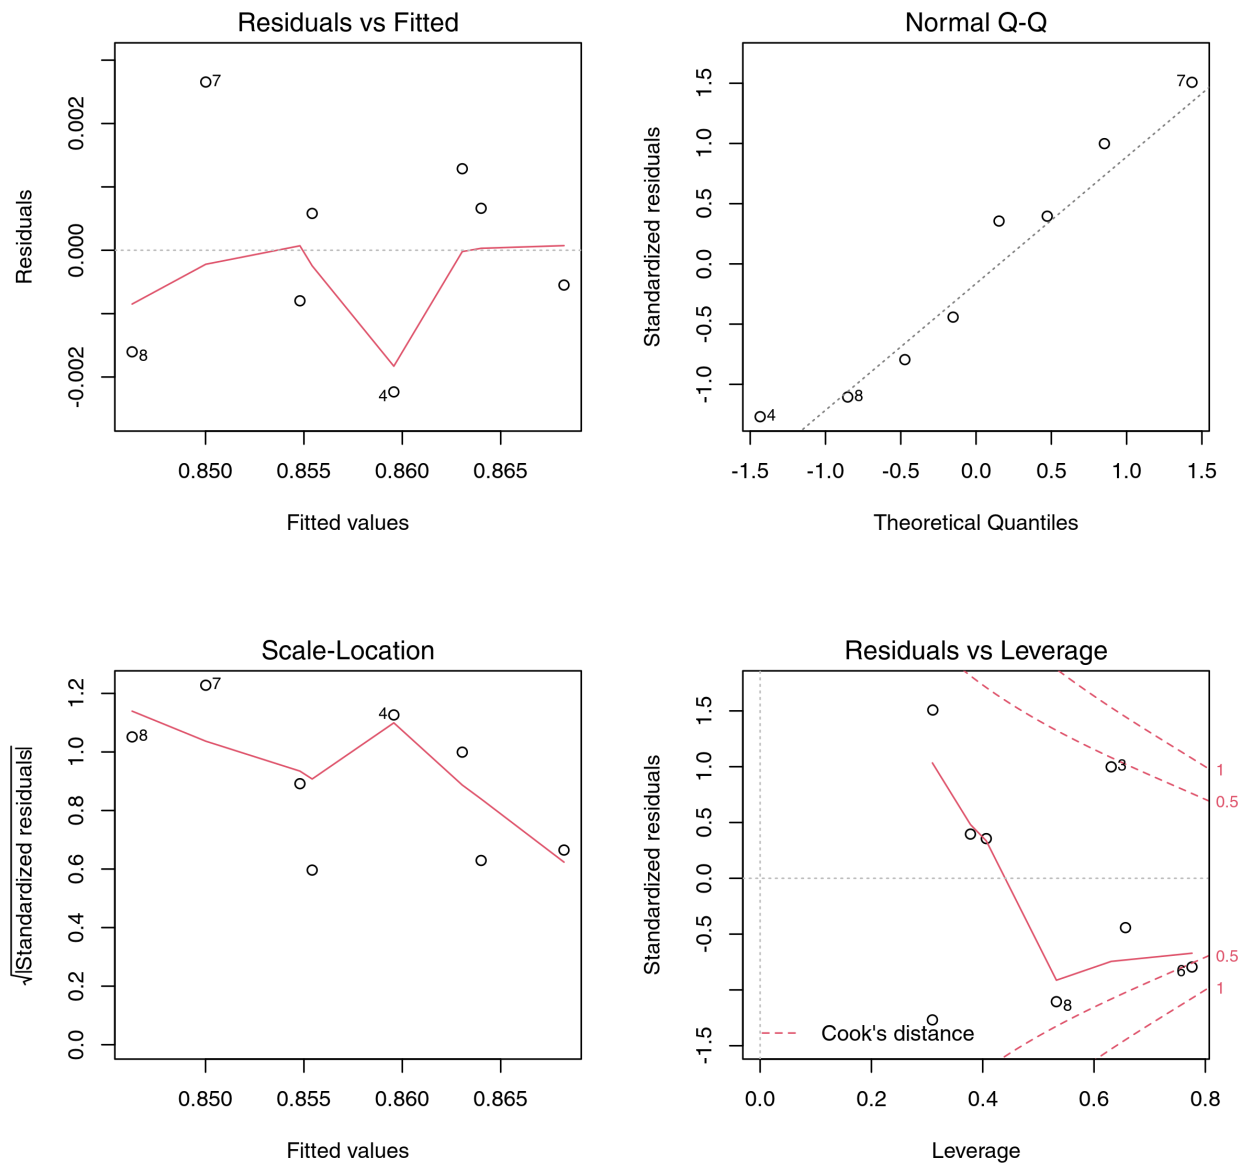 Residuals vs Fitted
Residuals
0.002
0.000
-0.002
7
8
4
0.850 0.855 0.860 0.865
Fitted values
Normal Q-Q
Standardized residuals
1.5
1.0
0.5
0.0
-0.5
-1.0
7
8
4
-1.5 -1.0 -0.5 0.0 0.5 1.0 1.5
Theoretical Quantiles
Scale-Location
√|Standardized residuals|
1.2
1.0
0.8
0.6
0.4
0.2
0.0
7
4
8
0.850 0.855 0.860 0.865
Fitted values
Residuals vs Leverage
Standardized residuals
1.5
1.0
0.5
0.0
-0.5
-1.5
3
1
0.5
0.5
6
1
8
Cook's distance
0.0 0.2 0.4 0.6 0.8
Leverage